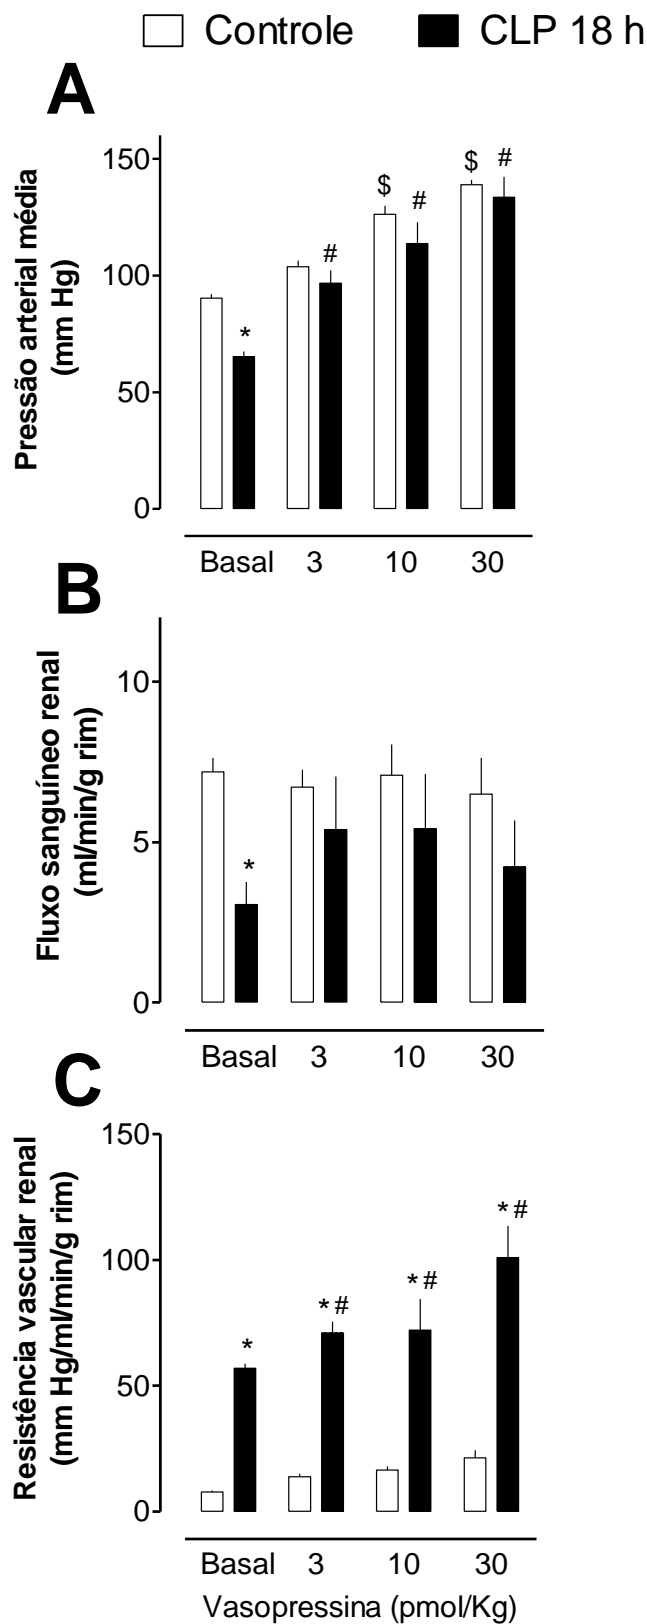 Controle CLP 18 h
A
Pressão arterial média
(mm Hg)
150
100
50
0
*
#
$
#
$
#
Basal 3 10 30
B
Fluxo sanguíneo renal
(ml/min/g rim)
10
5
0
*
Basal 3 10 30
C
Resistência vascular renal
(mm Hg/ml/min/g rim)
150
100
50
0
*
*#
*#
*#
Basal 3 10 30
Vasopressina (pmol/Kg)